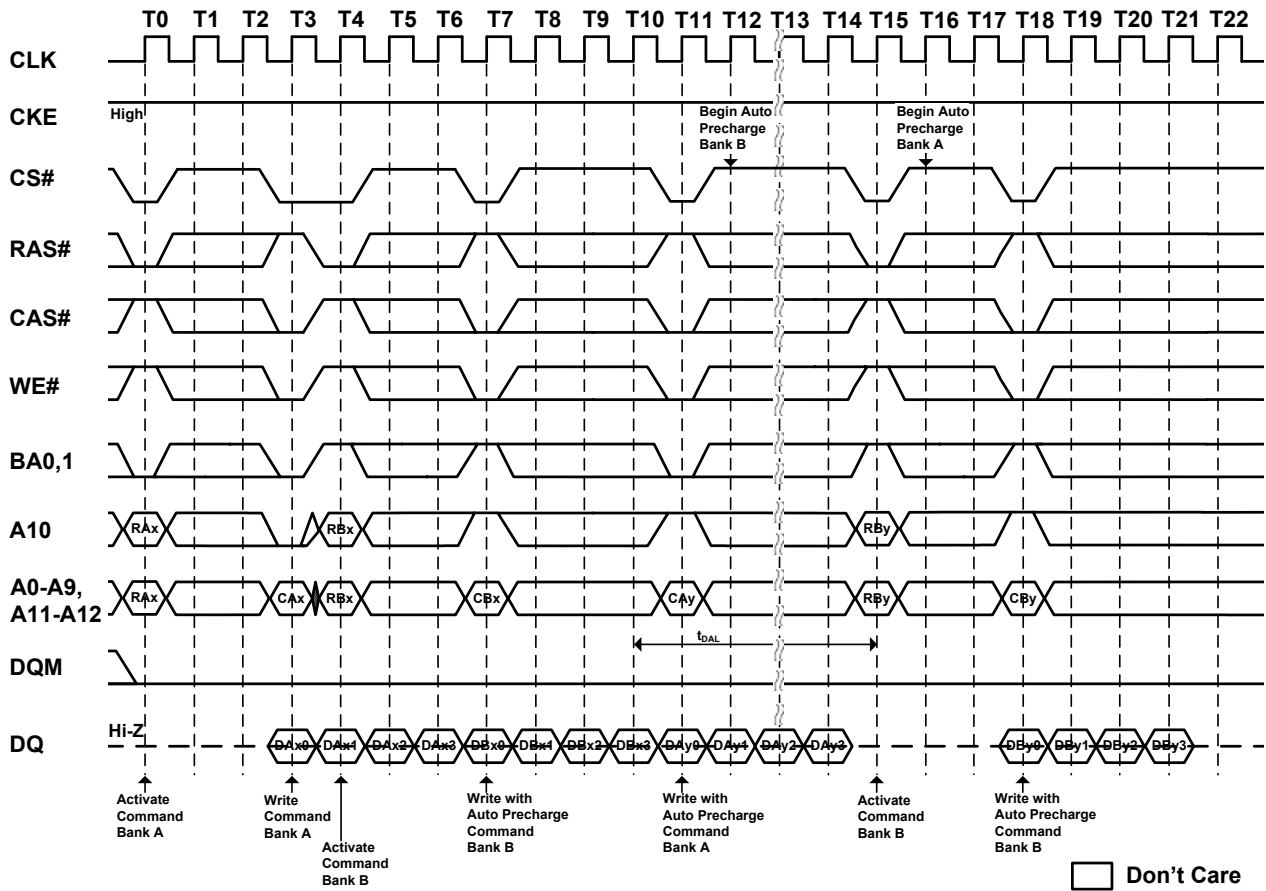 T0 T1 T2 T3 T4 T5 T6 T7 T8 T9 T10 T11 T12 T13 T14 T15 T16 T17 T18 T19 T20 T21 T22
CLK
CKE
High
Begin Auto
Precharge
Bank B
Begin Auto
Precharge
Bank A
CS#
RAS#
CAS#
WE#
BA0,1
A10
RAx RBx RBy
A0-A9,
A11-A12
RAx CAx RBx CBx CAy RBy CBy
tDAL
DQM
DQ
Hi-Z
DAx0 DAx1 DAx2 DAx3 DBx0 DBx1 DBx2 DBx3 DAy0 DAy1 DAy2 DAy3 DBy0 DBy1 DBy2 DBy3
Activate
Command
Bank A
Write
Command
Bank A
Activate
Command
Bank B
Write with
Auto Precharge
Command
Bank B
Write with
Auto Precharge
Command
Bank A
Activate
Command
Bank B
Write with
Auto Precharge
Command
Bank B
Don't Care